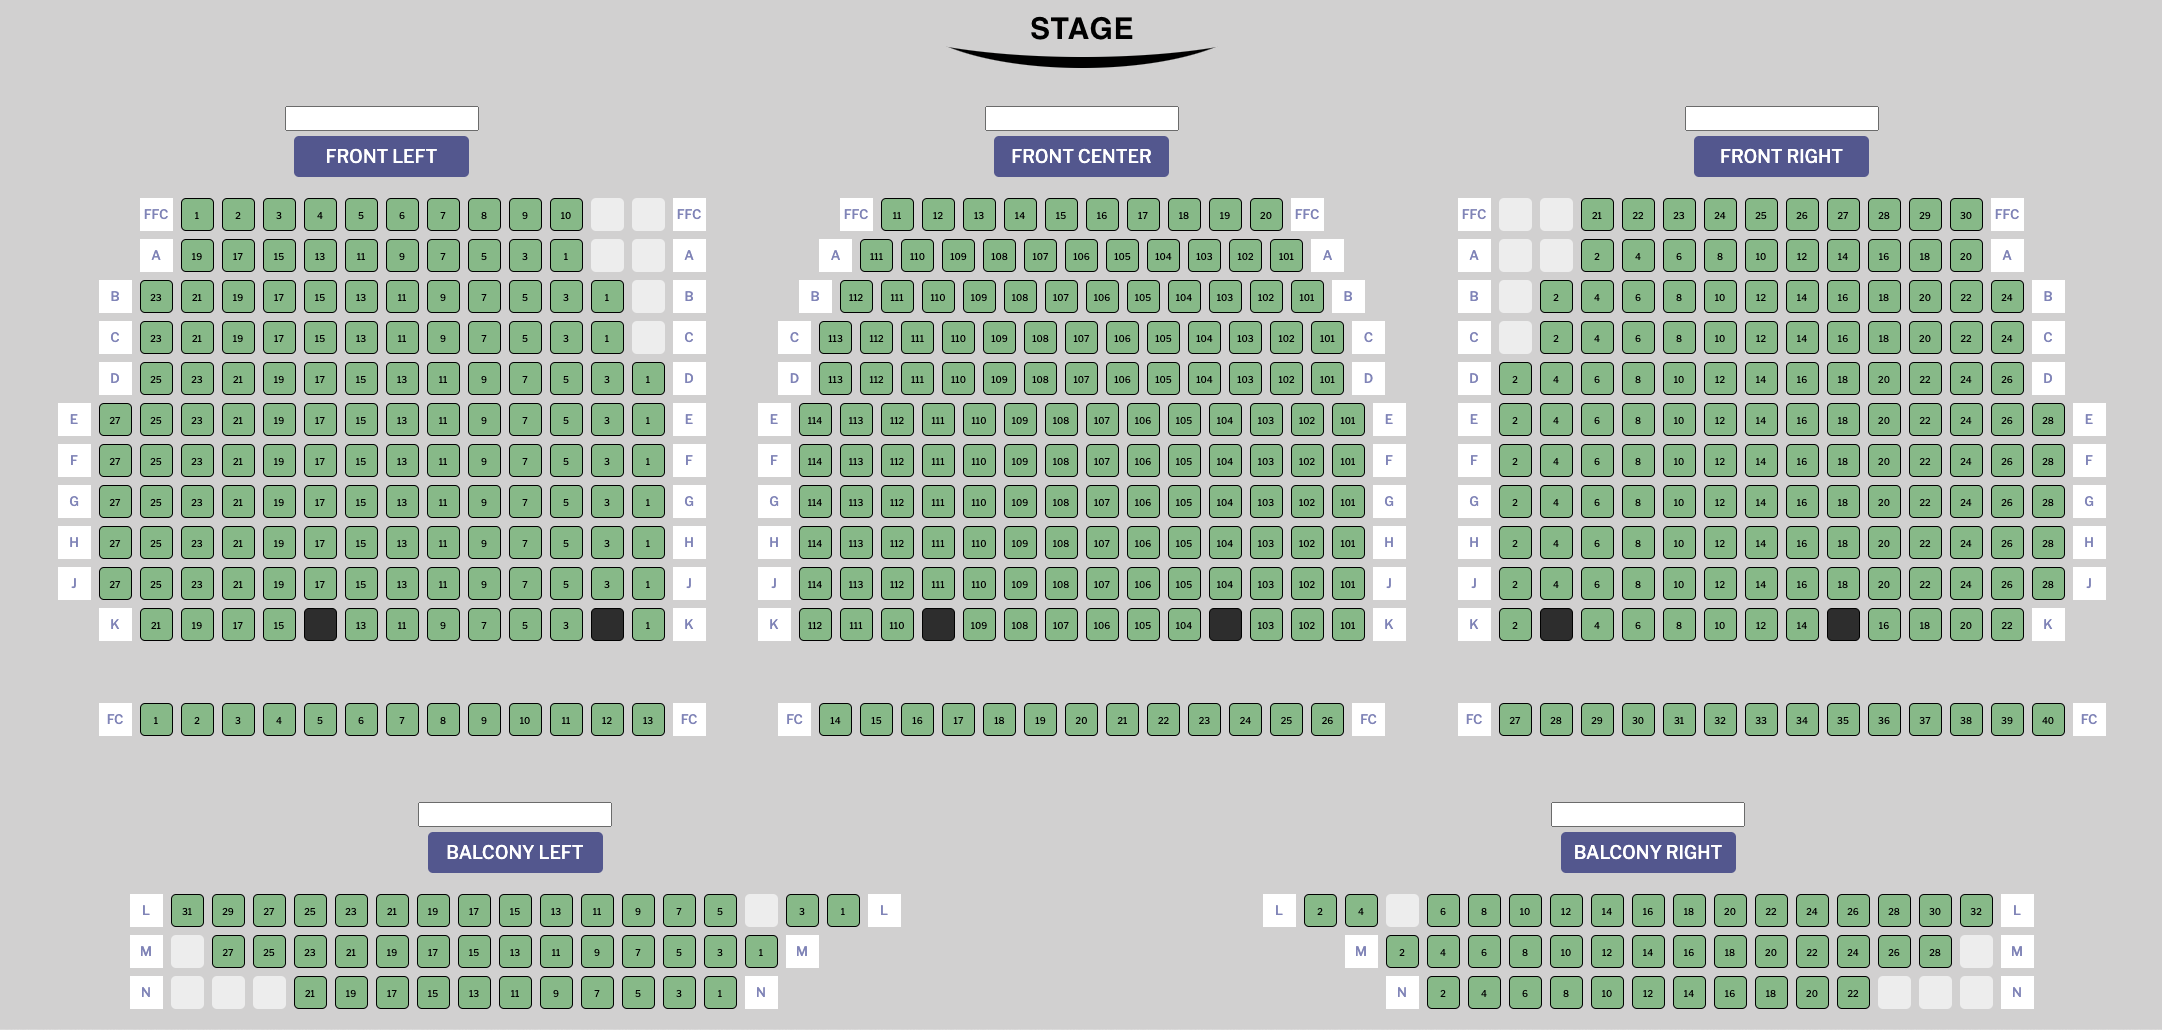 STAGE
FRONT LEFT FRONT CENTER FRONT RIGHT
FFC 1 2 3 4 5 6 7 8 9 10 FFC FFC 11 12 13 14 15 16 17 18 19 20 FFC FFC 21 22 23 24 25 26 27 28 29 30 FFC
A 19 17 15 13 11 9 7 5 3 1 A A 111 110 109 108 107 106 105 104 103 102 101 A A 2 4 6 8 10 12 14 16 18 20 A
B 23 21 19 17 15 13 11 9 7 5 3 1 B B 112 111 110 109 108 107 106 105 104 103 102 101 B B 2 4 6 8 10 12 14 16 18 20 22 24 B
C 23 21 19 17 15 13 11 9 7 5 3 1 C C 113 112 111 110 109 108 107 106 105 104 103 102 101 C C 2 4 6 8 10 12 14 16 18 20 22 24 C
D 25 23 21 19 17 15 13 11 9 7 5 3 1 D D 113 112 111 110 109 108 107 106 105 104 103 102 101 D D 2 4 6 8 10 12 14 16 18 20 22 24 26 D
E 27 25 23 21 19 17 15 13 11 9 7 5 3 1 E E 114 113 112 111 110 109 108 107 106 105 104 103 102 101 E E 2 4 6 8 10 12 14 16 18 20 22 24 26 28 E
F 27 25 23 21 19 17 15 13 11 9 7 5 3 1 F F 114 113 112 111 110 109 108 107 106 105 104 103 102 101 F F 2 4 6 8 10 12 14 16 18 20 22 24 26 28 F
G 27 25 23 21 19 17 15 13 11 9 7 5 3 1 G G 114 113 112 111 110 109 108 107 106 105 104 103 102 101 G G 2 4 6 8 10 12 14 16 18 20 22 24 26 28 G
H 27 25 23 21 19 17 15 13 11 9 7 5 3 1 H H 114 113 112 111 110 109 108 107 106 105 104 103 102 101 H H 2 4 6 8 10 12 14 16 18 20 22 24 26 28 H
J 27 25 23 21 19 17 15 13 11 9 7 5 3 1 J J 114 113 112 111 110 109 108 107 106 105 104 103 102 101 J J 2 4 6 8 10 12 14 16 18 20 22 24 26 28 J
K 21 19 17 15 13 11 9 7 5 3 1 K K 112 111 110 109 108 107 106 105 104 103 102 101 K K 2 4 6 8 10 12 14 16 18 20 22 K
FC 1 2 3 4 5 6 7 8 9 10 11 12 13 FC FC 14 15 16 17 18 19 20 21 22 23 24 25 26 FC FC 27 28 29 30 31 32 33 34 35 36 37 38 39 40 FC
BALCONY LEFT BALCONY RIGHT
L 31 29 27 25 23 21 19 17 15 13 11 9 7 5 3 1 L L 2 4 6 8 10 12 14 16 18 20 22 24 26 28 30 32 L
M 27 25 23 21 19 17 15 13 11 9 7 5 3 1 M M 2 4 6 8 10 12 14 16 18 20 22 24 26 28 M
N 21 19 17 15 13 11 9 7 5 3 1 N N 2 4 6 8 10 12 14 16 18 20 22 N